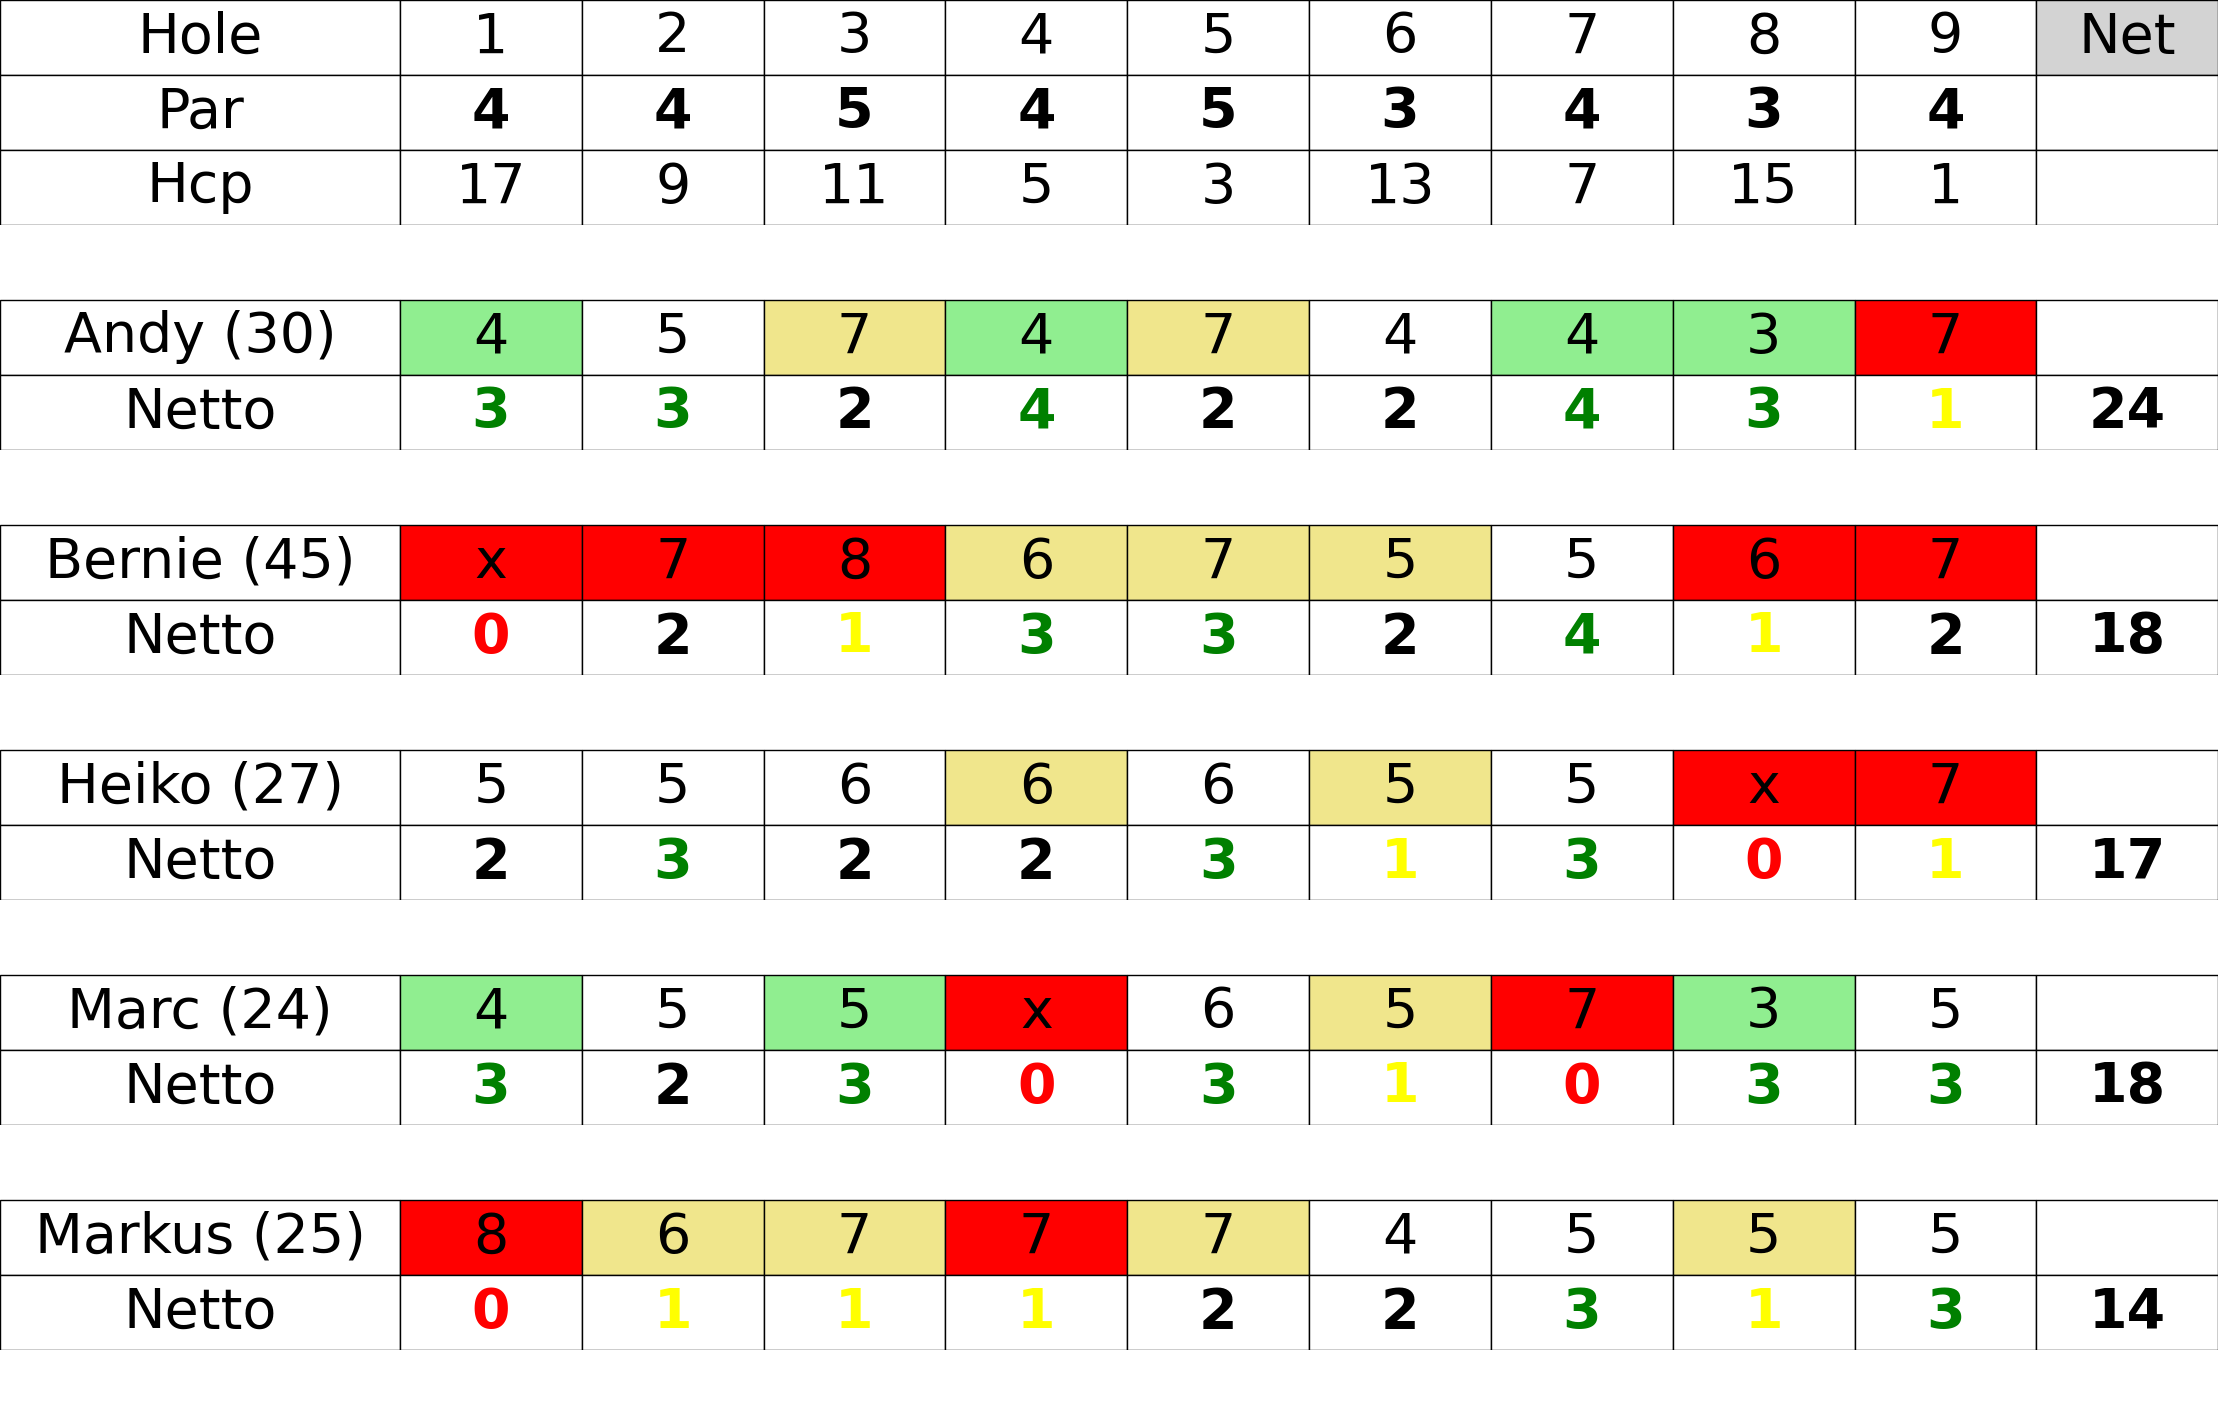 Hole 1 2 3 4 5 6 7 8 9 Net
Par 4 4 5 4 5 3 4 3 4
Hcp 17 9 11 5 3 13 7 15 1
Andy (30) 4 5 7 4 7 4 4 3 7
Netto 3 3 2 4 2 2 4 3 1 24
Bernie (45) x 7 8 6 7 5 5 6 7
Netto 0 2 1 3 3 2 4 1 2 18
Heiko (27) 5 5 6 6 6 5 5 x 7
Netto 2 3 2 2 3 1 3 0 1 17
Marc (24) 4 5 5 x 6 5 7 3 5
Netto 3 2 3 0 3 1 0 3 3 18
Markus (25) 8 6 7 7 7 4 5 5 5
Netto 0 1 1 1 2 2 3 1 3 14